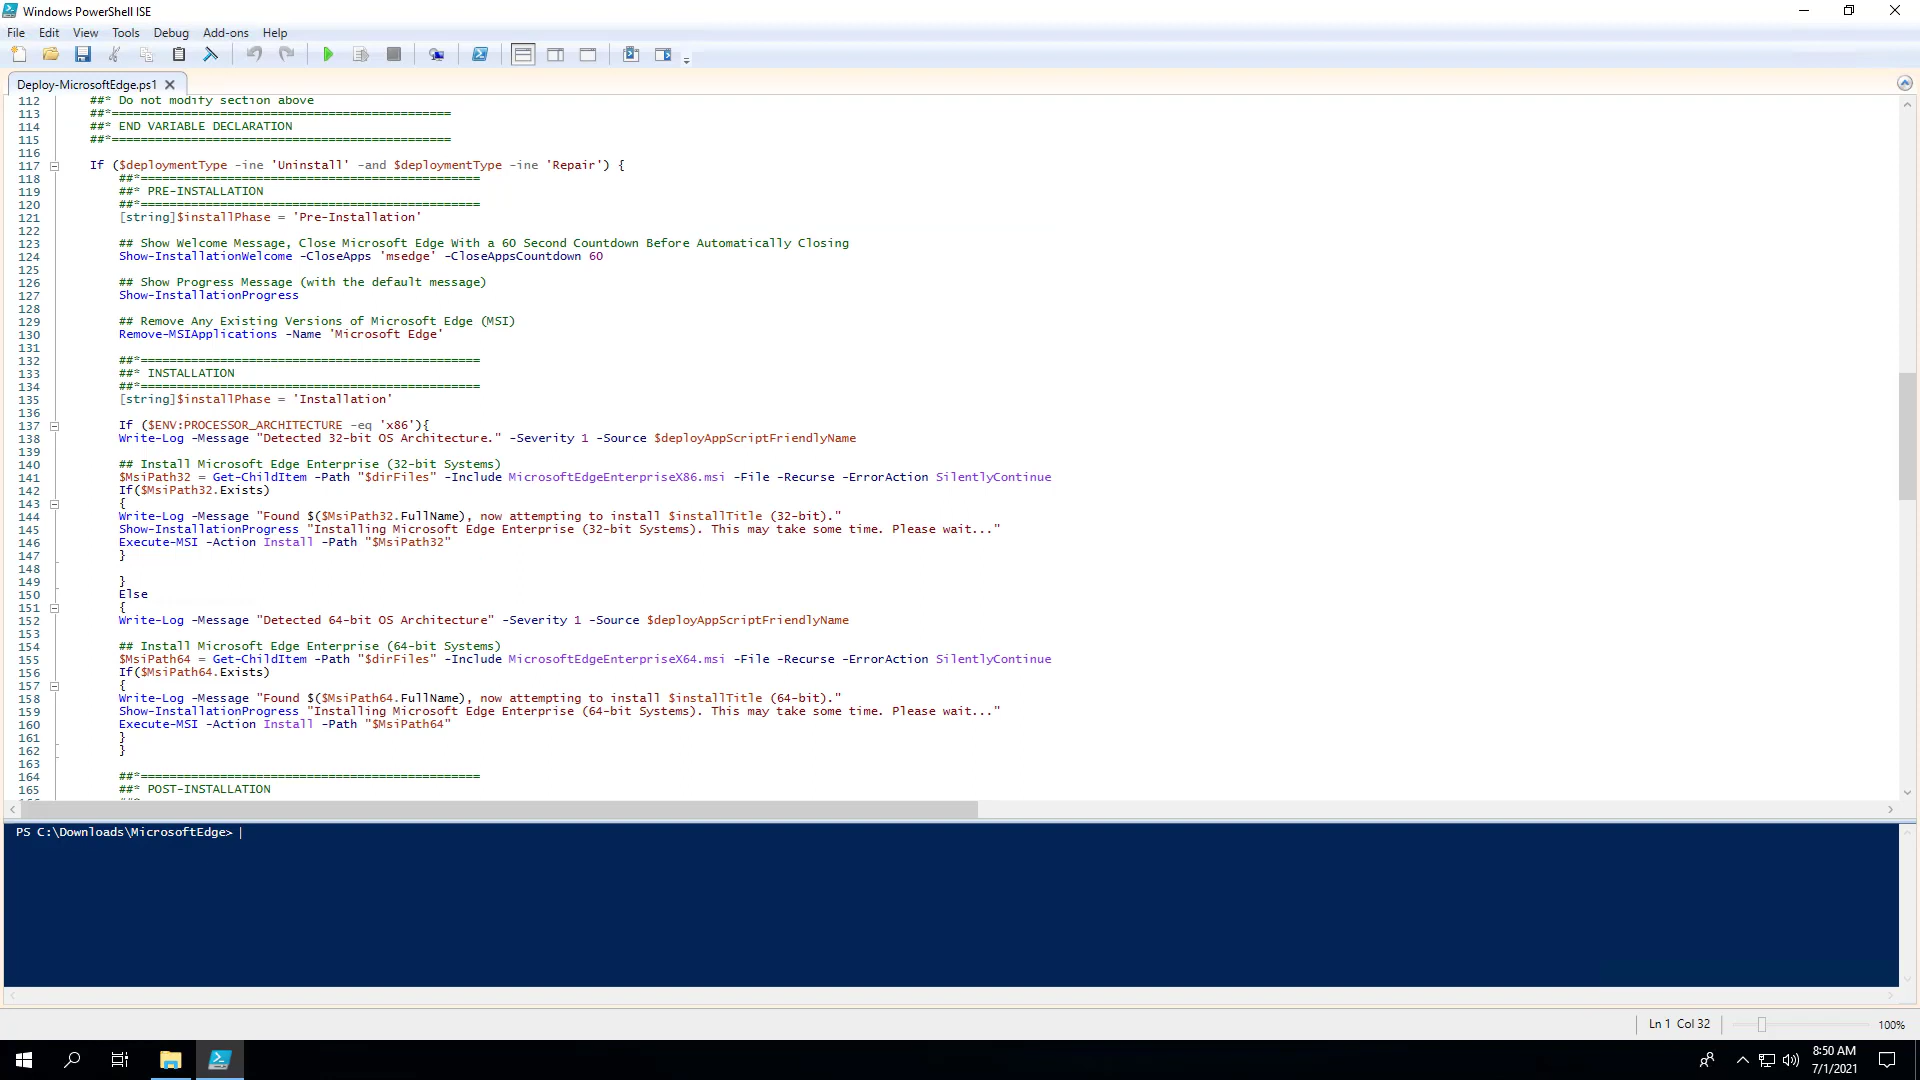 Windows PowerShell ISE
File Edit View Tools Debug Add-ons Help
Deploy-MicrosoftEdge.ps1
112 ##* Do not modify section above
113 ##*===============================================
114 ##* END VARIABLE DECLARATION
115 ##*===============================================
116
117 If ($deploymentType -ine 'Uninstall' -and $deploymentType -ine 'Repair') {
118 ##*===============================================
119 ##* PRE-INSTALLATION
120 ##*===============================================
121 [string]$installPhase = 'Pre-Installation'
122
123 ## Show Welcome Message, Close Microsoft Edge With a 60 Second Countdown Before Automatically Closing
124 Show-InstallationWelcome -CloseApps 'msedge' -CloseAppsCountdown 60
125
126 ## Show Progress Message (with the default message)
127 Show-InstallationProgress
128
129 ## Remove Any Existing Versions of Microsoft Edge (MSI)
130 Remove-MSIApplications -Name 'Microsoft Edge'
131
132 ##*===============================================
133 ##* INSTALLATION
134 ##*===============================================
135 [string]$installPhase = 'Installation'
136
137 If ($ENV:PROCESSOR_ARCHITECTURE -eq 'x86'){
138 Write-Log -Message "Detected 32-bit OS Architecture." -Severity 1 -Source $deployAppScriptFriendlyName
139
140 ## Install Microsoft Edge Enterprise (32-bit Systems)
141 $MsiPath32 = Get-ChildItem -Path "$dirFiles" -Include MicrosoftEdgeEnterpriseX86.msi -File -Recurse -ErrorAction SilentlyContinue
142 If($MsiPath32.Exists)
143 {
144 Write-Log -Message "Found $($MsiPath32.FullName), now attempting to install $installTitle (32-bit)."
145 Show-InstallationProgress "Installing Microsoft Edge Enterprise (32-bit Systems). This may take some time. Please wait..."
146 Execute-MSI -Action Install -Path "$MsiPath32"
147 }
148
149 }
150 Else
151 {
152 Write-Log -Message "Detected 64-bit OS Architecture" -Severity 1 -Source $deployAppScriptFriendlyName
153
154 ## Install Microsoft Edge Enterprise (64-bit Systems)
155 $MsiPath64 = Get-ChildItem -Path "$dirFiles" -Include MicrosoftEdgeEnterpriseX64.msi -File -Recurse -ErrorAction SilentlyContinue
156 If($MsiPath64.Exists)
157 {
158 Write-Log -Message "Found $($MsiPath64.FullName), now attempting to install $installTitle (64-bit)."
159 Show-InstallationProgress "Installing Microsoft Edge Enterprise (64-bit Systems). This may take some time. Please wait..."
160 Execute-MSI -Action Install -Path "$MsiPath64"
161 }
162 }
163
164 ##*===============================================
165 ##* POST-INSTALLATION
PS C:\Downloads\MicrosoftEdge>
Ln 1 Col 32 100%
8:50 AM
7/1/2021